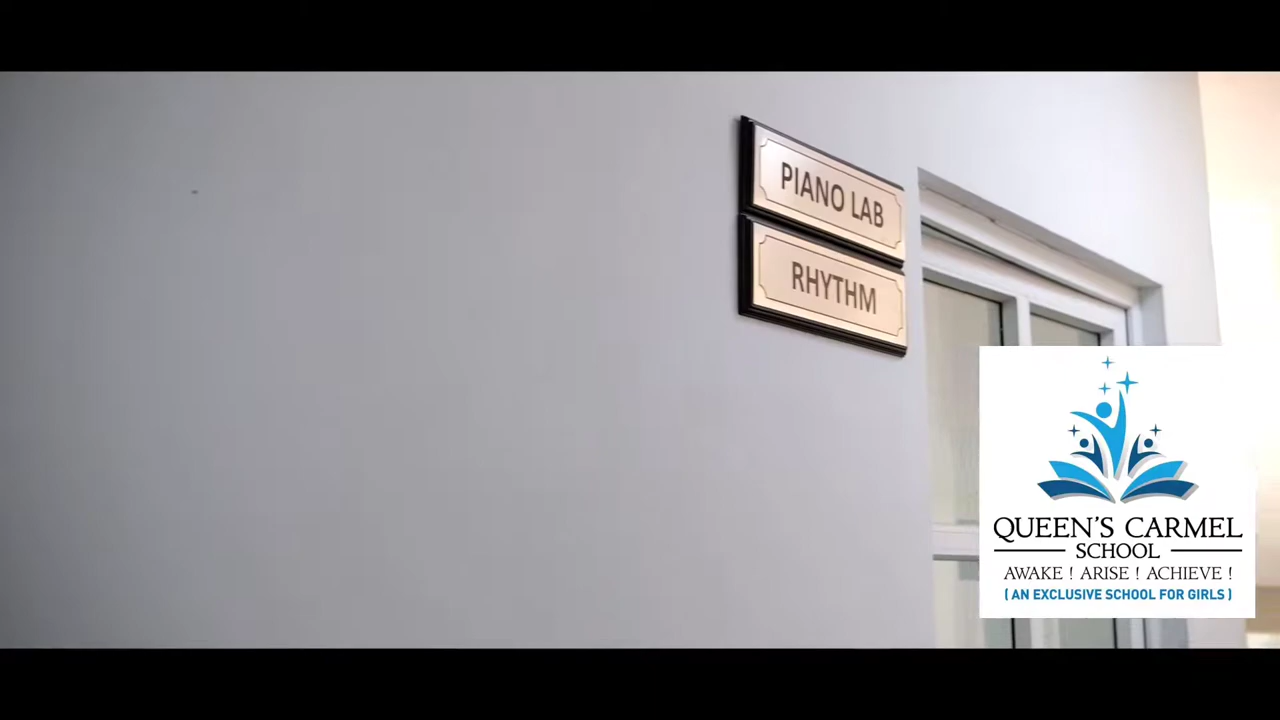 PIANO LAB
RHYTHM
QUEEN'S CARMEL
SCHOOL
AWAKE ! ARISE ! ACHIEVE !
( AN EXCLUSIVE SCHOOL FOR GIRLS )